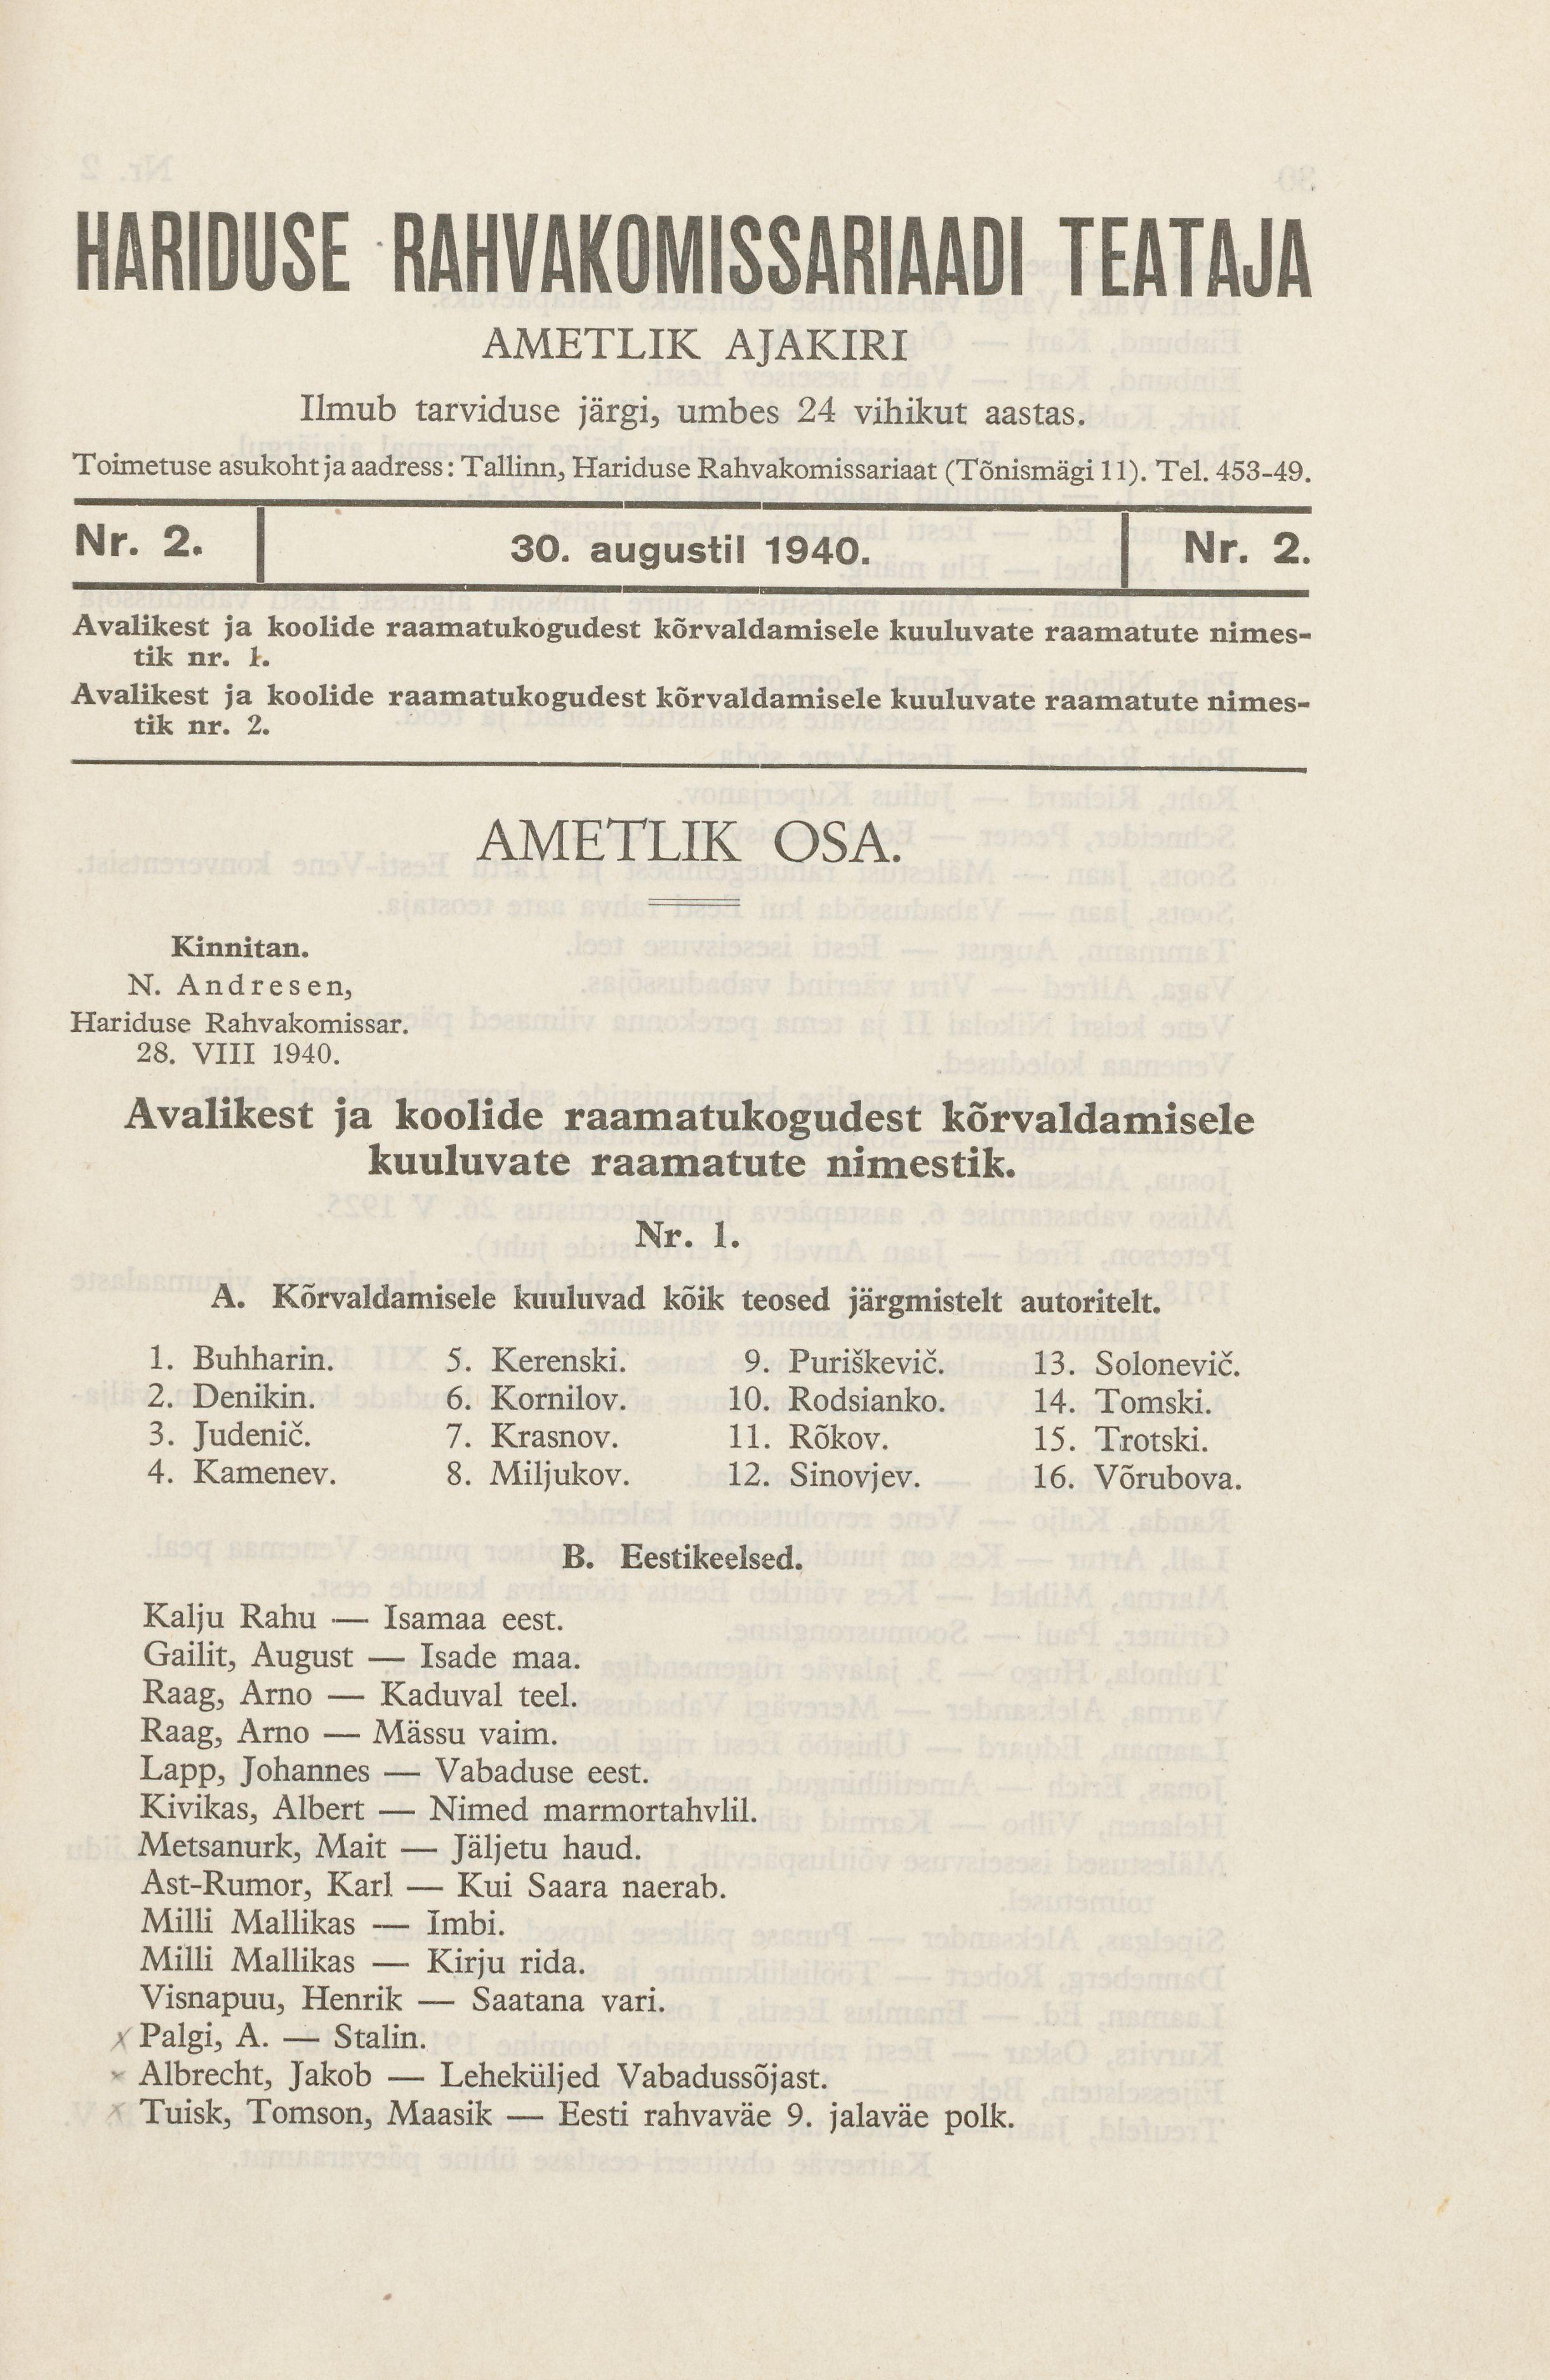 HARIDUSE RAHVAKOMISSARIAADI TEATAJA
AMETLIK AJAKIRI
Ilmub tarviduse järgi, umbes 24 vihikut aastas.
Toimetuse asukoht ja aadress: Tallinn, Hariduse Rahvakomissariaat (Tõnismägi 11). Tel. 453-49.
Nr. 2. 30. augustil 1940. Nr. 2.
Avalikest ja koolide raamatukogudest kõrvaldamisele kuuluvate raamatute nimes-
tik nr. 1.
Avalikest ja koolide raamatukogudest kõrvaldamisele kuuluvate raamatute nimes-
tik nr. 2.
AMETLIK OSA.
Kinnitan.
N. Andresen,
Hariduse Rahvakomissar.
28. VIII 1940.
Avalikest ja koolide raamatukogudest kõrvaldamisele
kuuluvate raamatute nimestik.
Nr. 1.
A. Kõrvaldamisele kuuluvad kõik teosed järgmistelt autoritelt.
1. Buhharin. 5. Kerenski. 9. Puriškevič. 13. Solonevič.
2. Denikin. 6. Kornilov. 10. Rodsianko. 14. Tomski.
3. Judenič. 7. Krasnov. 11. Rõkov. 15. Trotski.
4. Kamenev. 8. Miljukov. 12. Sinovjev. 16. Võrubova.
B. Eestikeelsed.
Kalju Rahu — Isamaa eest.
Gailit, August — Isade maa.
Raag, Arno — Kaduval teel.
Raag, Arno — Mässu vaim.
Lapp, Johannes — Vabaduse eest.
Kivikas, Albert — Nimed marmortahvlil.
Metsanurk, Mait — Jäljetu haud.
Ast-Rumor, Karl — Kui Saara naerab.
Milli Mallikas — Imbi.
Milli Mallikas — Kirju rida.
Visnapuu, Henrik — Saatana vari.
Palgi, A. — Stalin.
Albrecht, Jakob — Leheküljed Vabadussõjast.
Tuisk, Tomson, Maasik — Eesti rahvaväe 9. jalaväe polk.